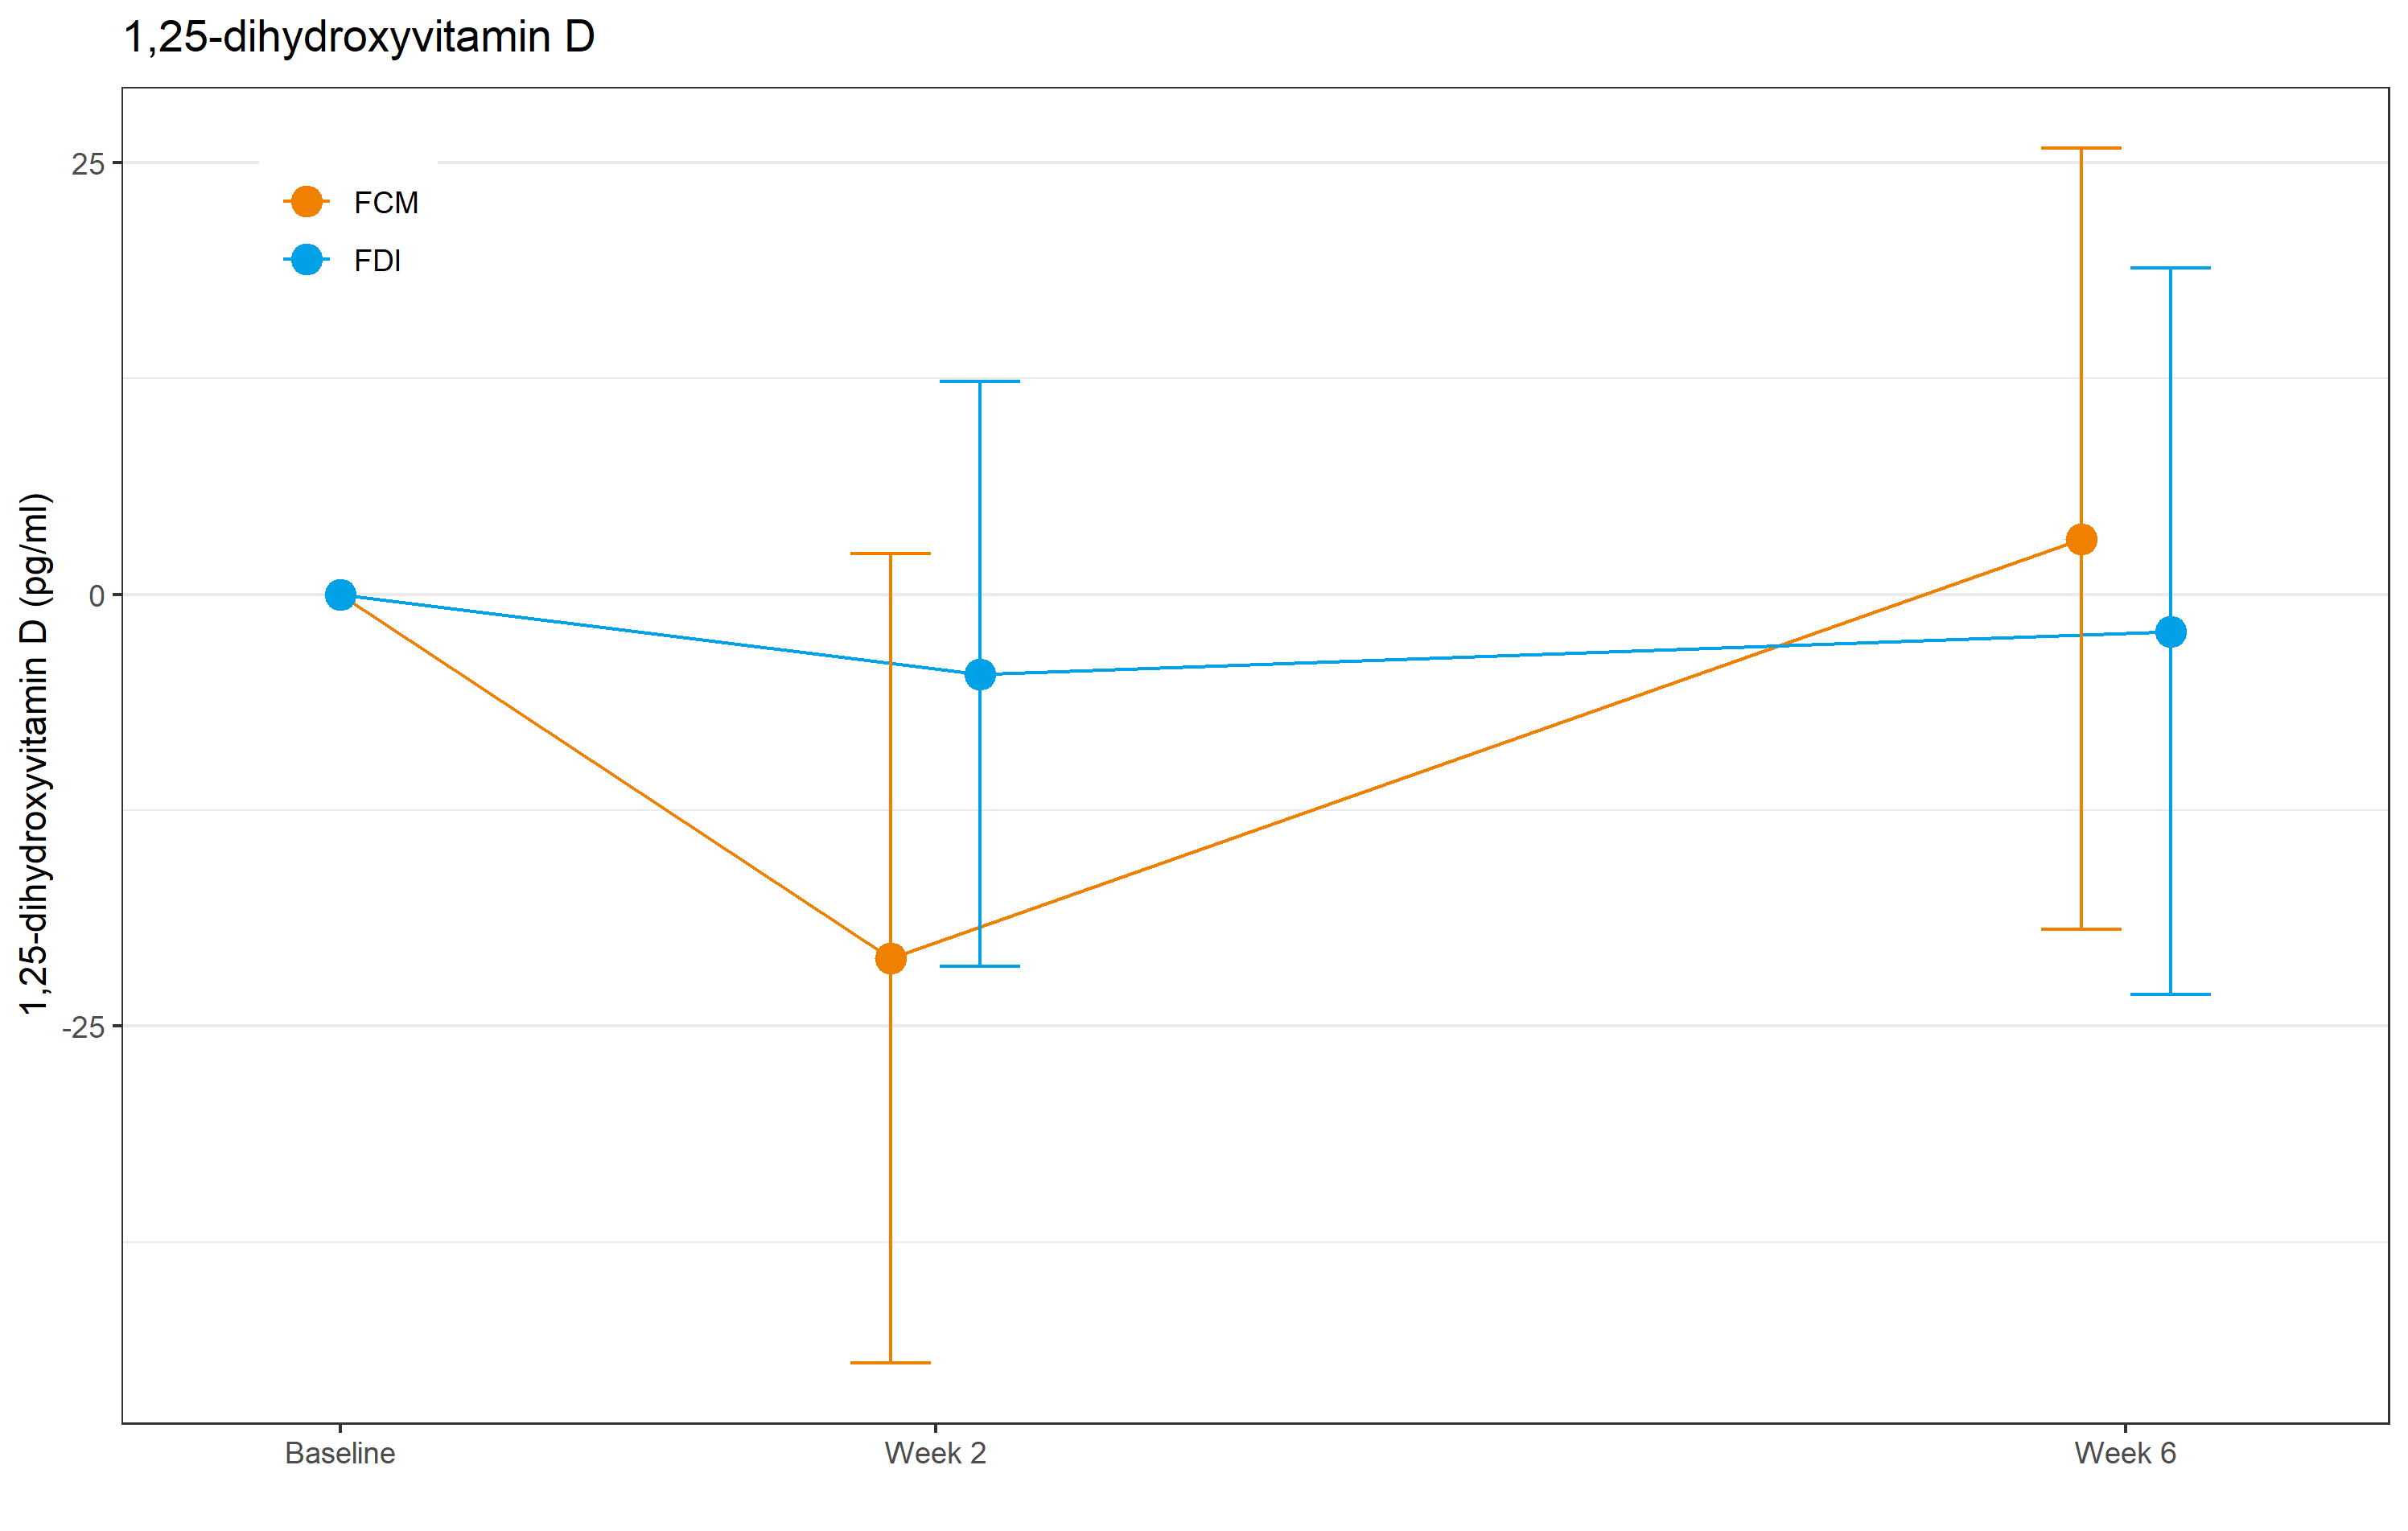 1,25-dihydroxyvitamin D
1,25-dihydroxyvitamin D (pg/ml)
25
0
-25
FCM
FDI
Baseline
Week 2
Week 6